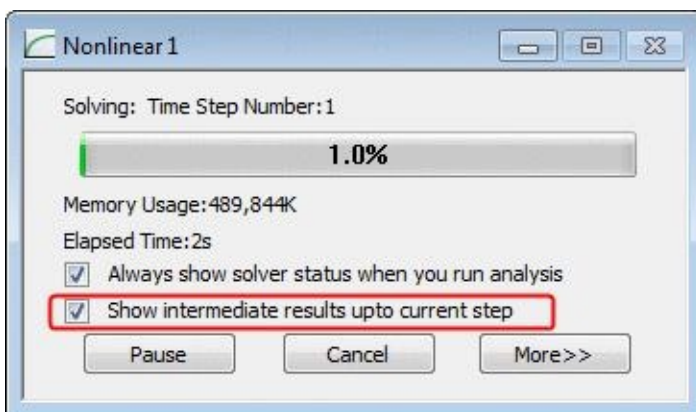 Nonlinear 1
Solving: Time Step Number:1
1.0%
Memory Usage:489,844K
Elapsed Time:2s
Always show solver status when you run analysis
Show intermediate results upto current step
Pause Cancel More>>